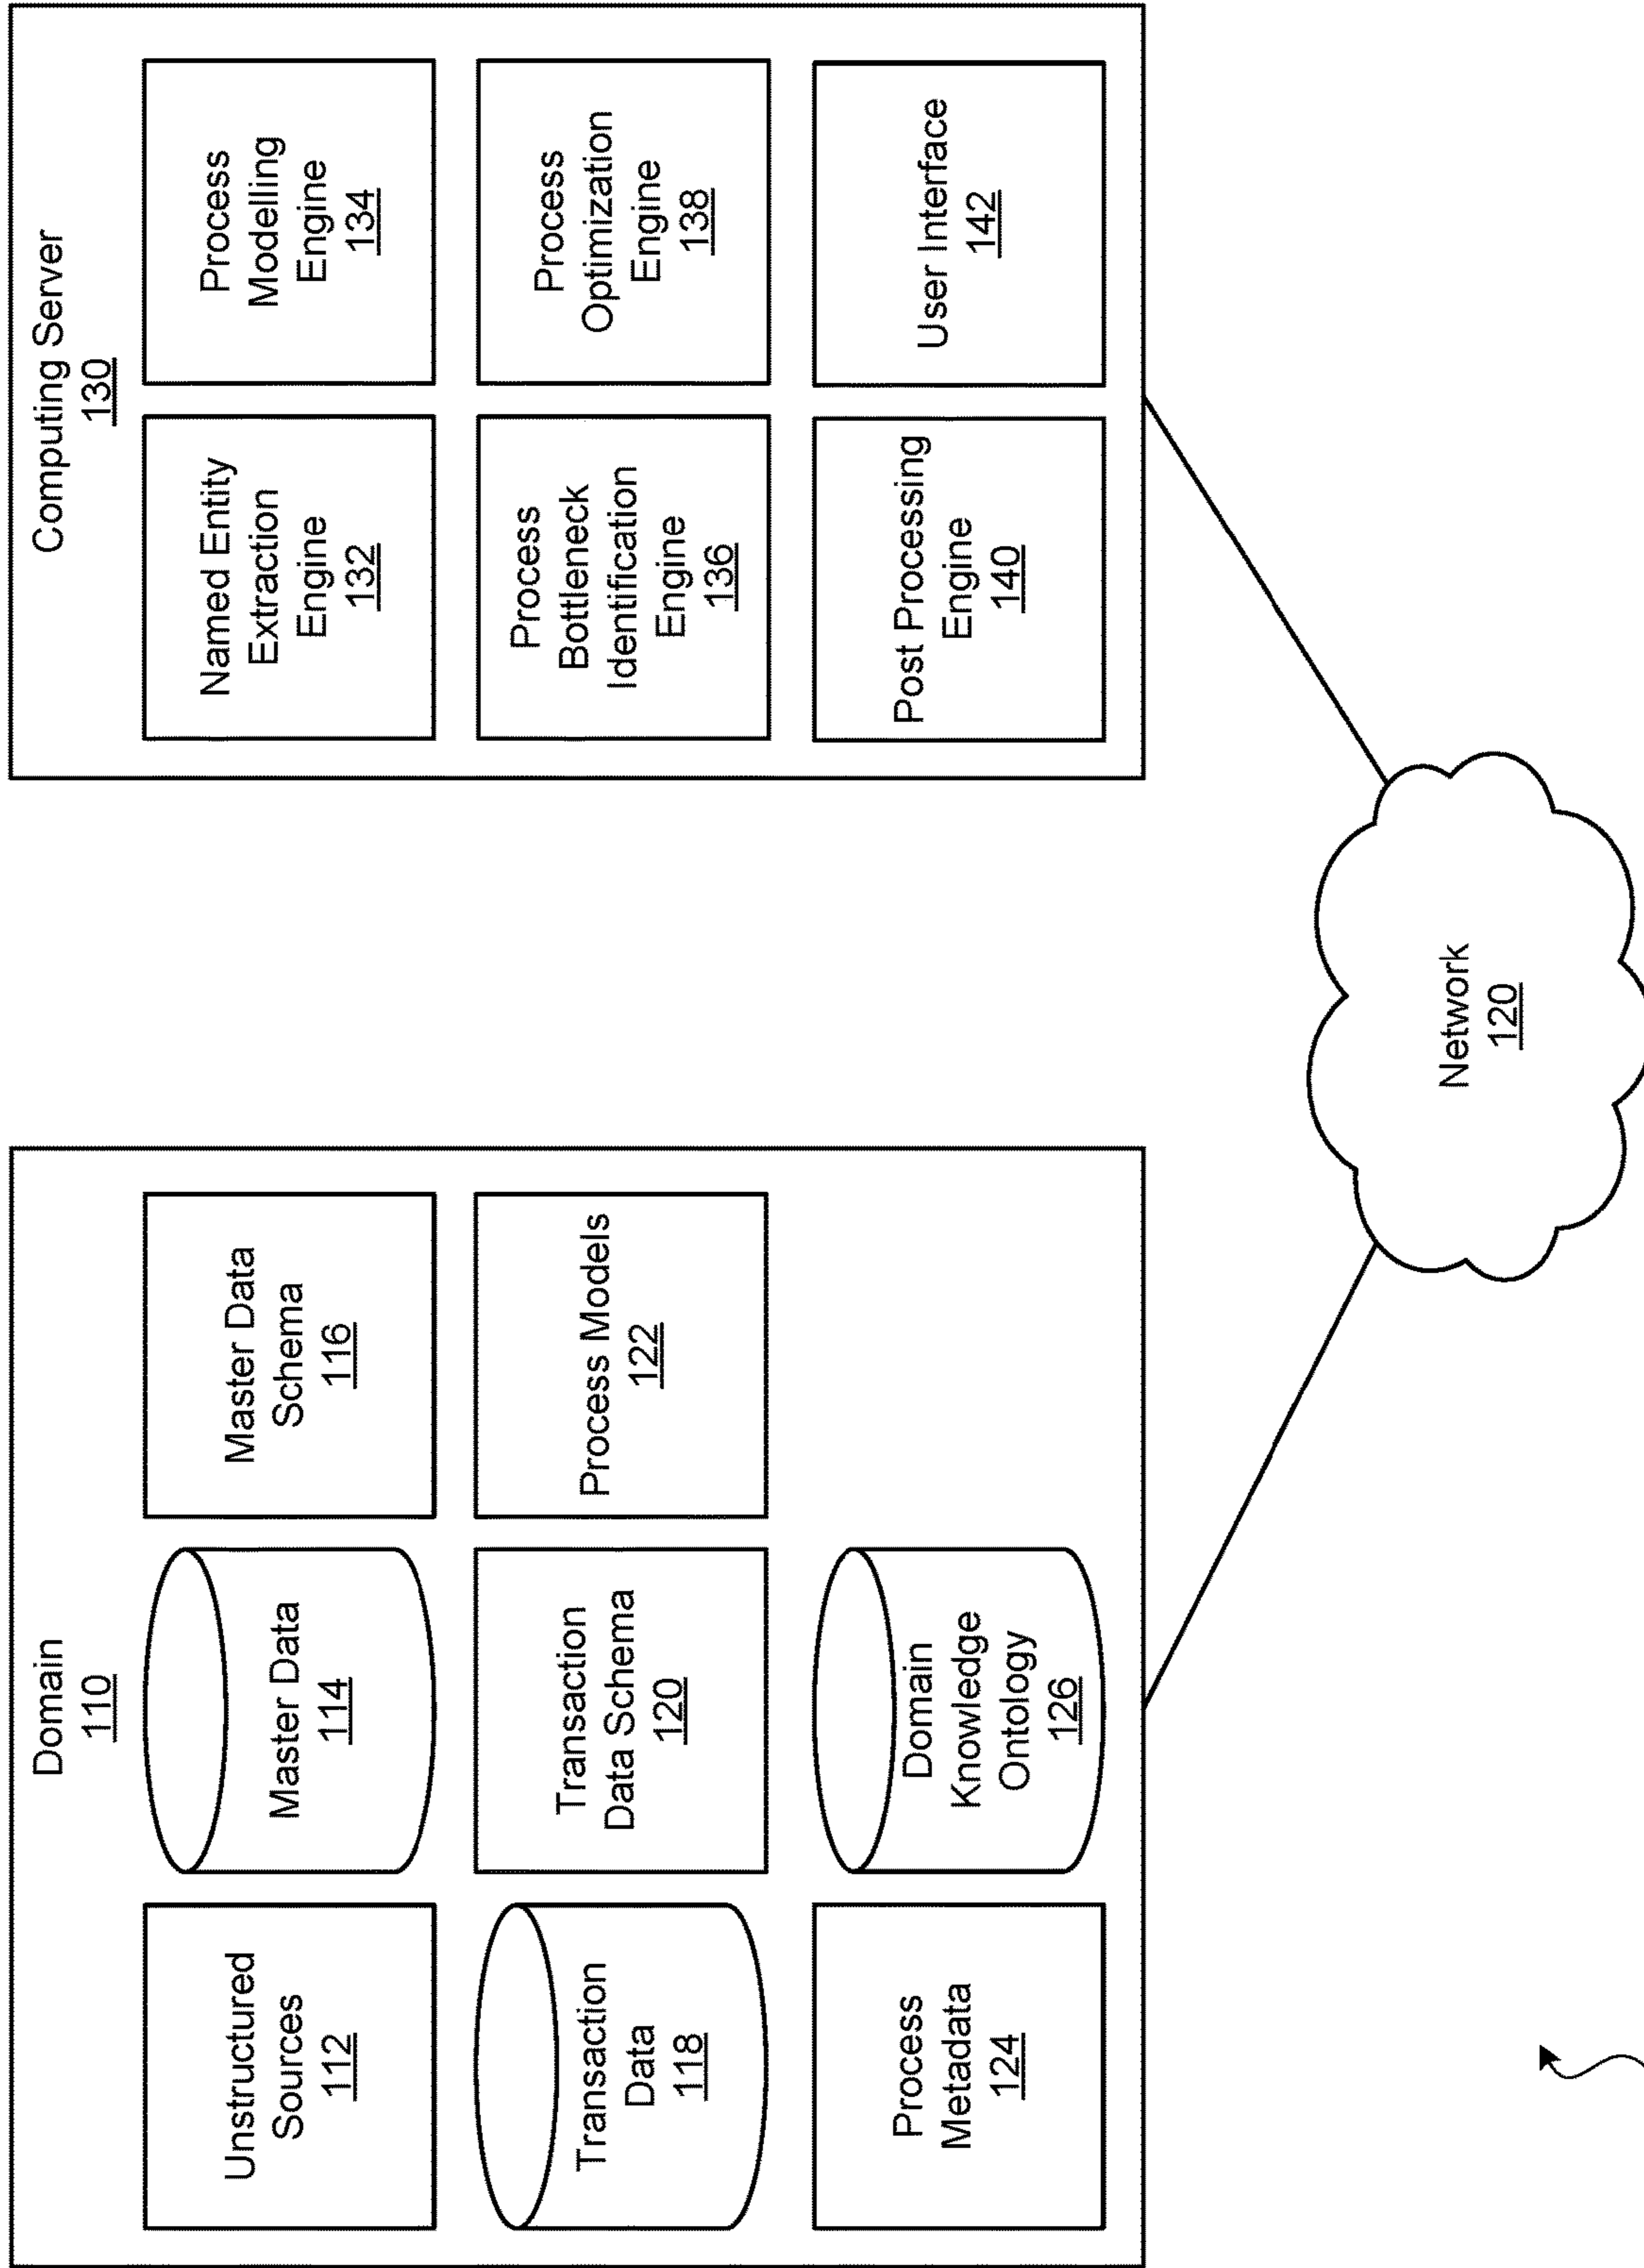 Domain
110
Unstructured
Sources
112
Master Data
114
Master Data
Schema
116
Transaction
Data
118
Transaction
Data Schema
120
Process Models
122
Process
Metadata
124
Domain
Knowledge
Ontology
126
Computing Server
130
Named Entity
Extraction
Engine
132
Process
Modelling
Engine
134
Process
Bottleneck
Identification
Engine
136
Process
Optimization
Engine
138
Post Processing
Engine
140
User Interface
142
Network
120